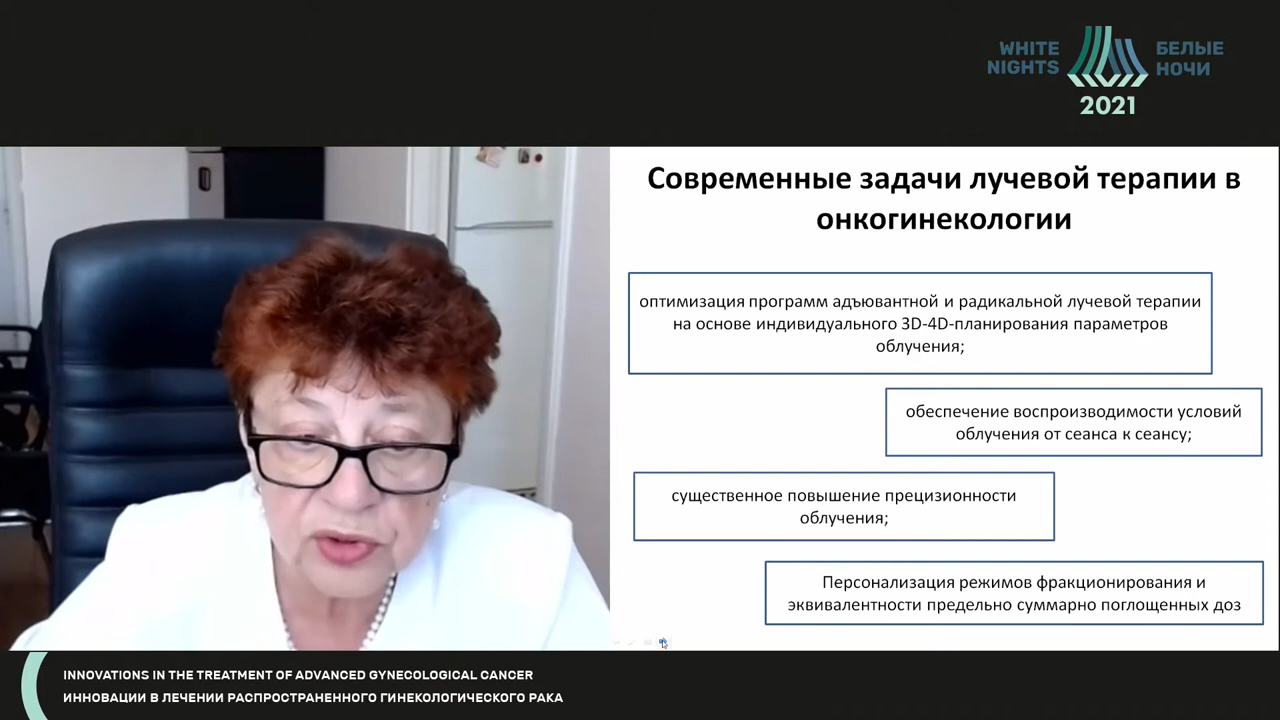 WHITE
NIGHTS
БЕЛЫЕ
НОЧИ
2021
Современные задачи лучевой терапии в
онкогинекологии
оптимизация программ адъювантной и радикальной лучевой терапии
на основе индивидуального 3D-4D-планирования параметров
облучения;
обеспечение воспроизводимости условий
облучения от сеанса к сеансу;
существенное повышение прецизионности
облучения;
Персонализация режимов фракционирования и
эквивалентности предельно суммарно поглощенных доз
INNOVATIONS IN THE TREATMENT OF ADVANCED GYNECOLOGICAL CANCER
ИННОВАЦИИ В ЛЕЧЕНИИ РАСПРОСТРАНЕННОГО ГИНЕКОЛОГИЧЕСКОГО РАКА